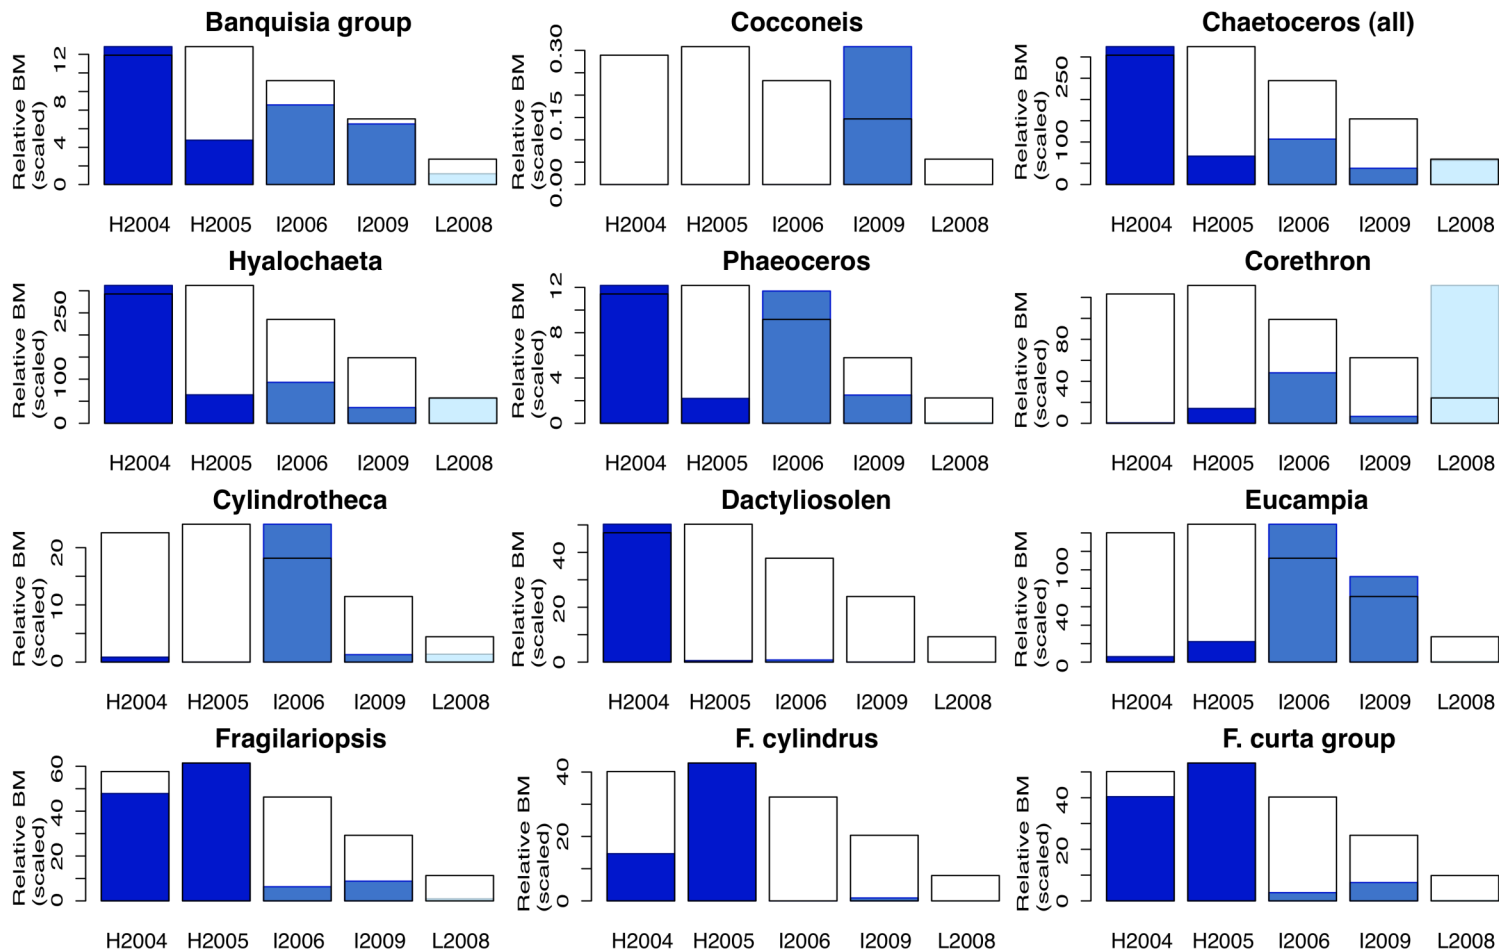 Banquisia group
Relative BM
(scaled)
0 4 8 12
H2004 H2005 I2006 I2009 L2008
Cocconeis
Relative BM
(scaled)
0.00 0.15 0.30
H2004 H2005 I2006 I2009 L2008
Chaetoceros (all)
Relative BM
(scaled)
0 100 250
H2004 H2005 I2006 I2009 L2008
Hyalochaeta
Relative BM
(scaled)
0 100 250
H2004 H2005 I2006 I2009 L2008
Phaeoceros
Relative BM
(scaled)
0 4 8 12
H2004 H2005 I2006 I2009 L2008
Corethron
Relative BM
(scaled)
0 40 80
H2004 H2005 I2006 I2009 L2008
Cylindrotheca
Relative BM
(scaled)
0 10 20
H2004 H2005 I2006 I2009 L2008
Dactyliosolen
Relative BM
(scaled)
0 20 40
H2004 H2005 I2006 I2009 L2008
Eucampia
Relative BM
(scaled)
0 40 100
H2004 H2005 I2006 I2009 L2008
Fragilariopsis
Relative BM
(scaled)
0 20 40 60
H2004 H2005 I2006 I2009 L2008
F. cylindrus
Relative BM
(scaled)
0 20 40
H2004 H2005 I2006 I2009 L2008
F. curta group
Relative BM
(scaled)
0 20 40
H2004 H2005 I2006 I2009 L2008